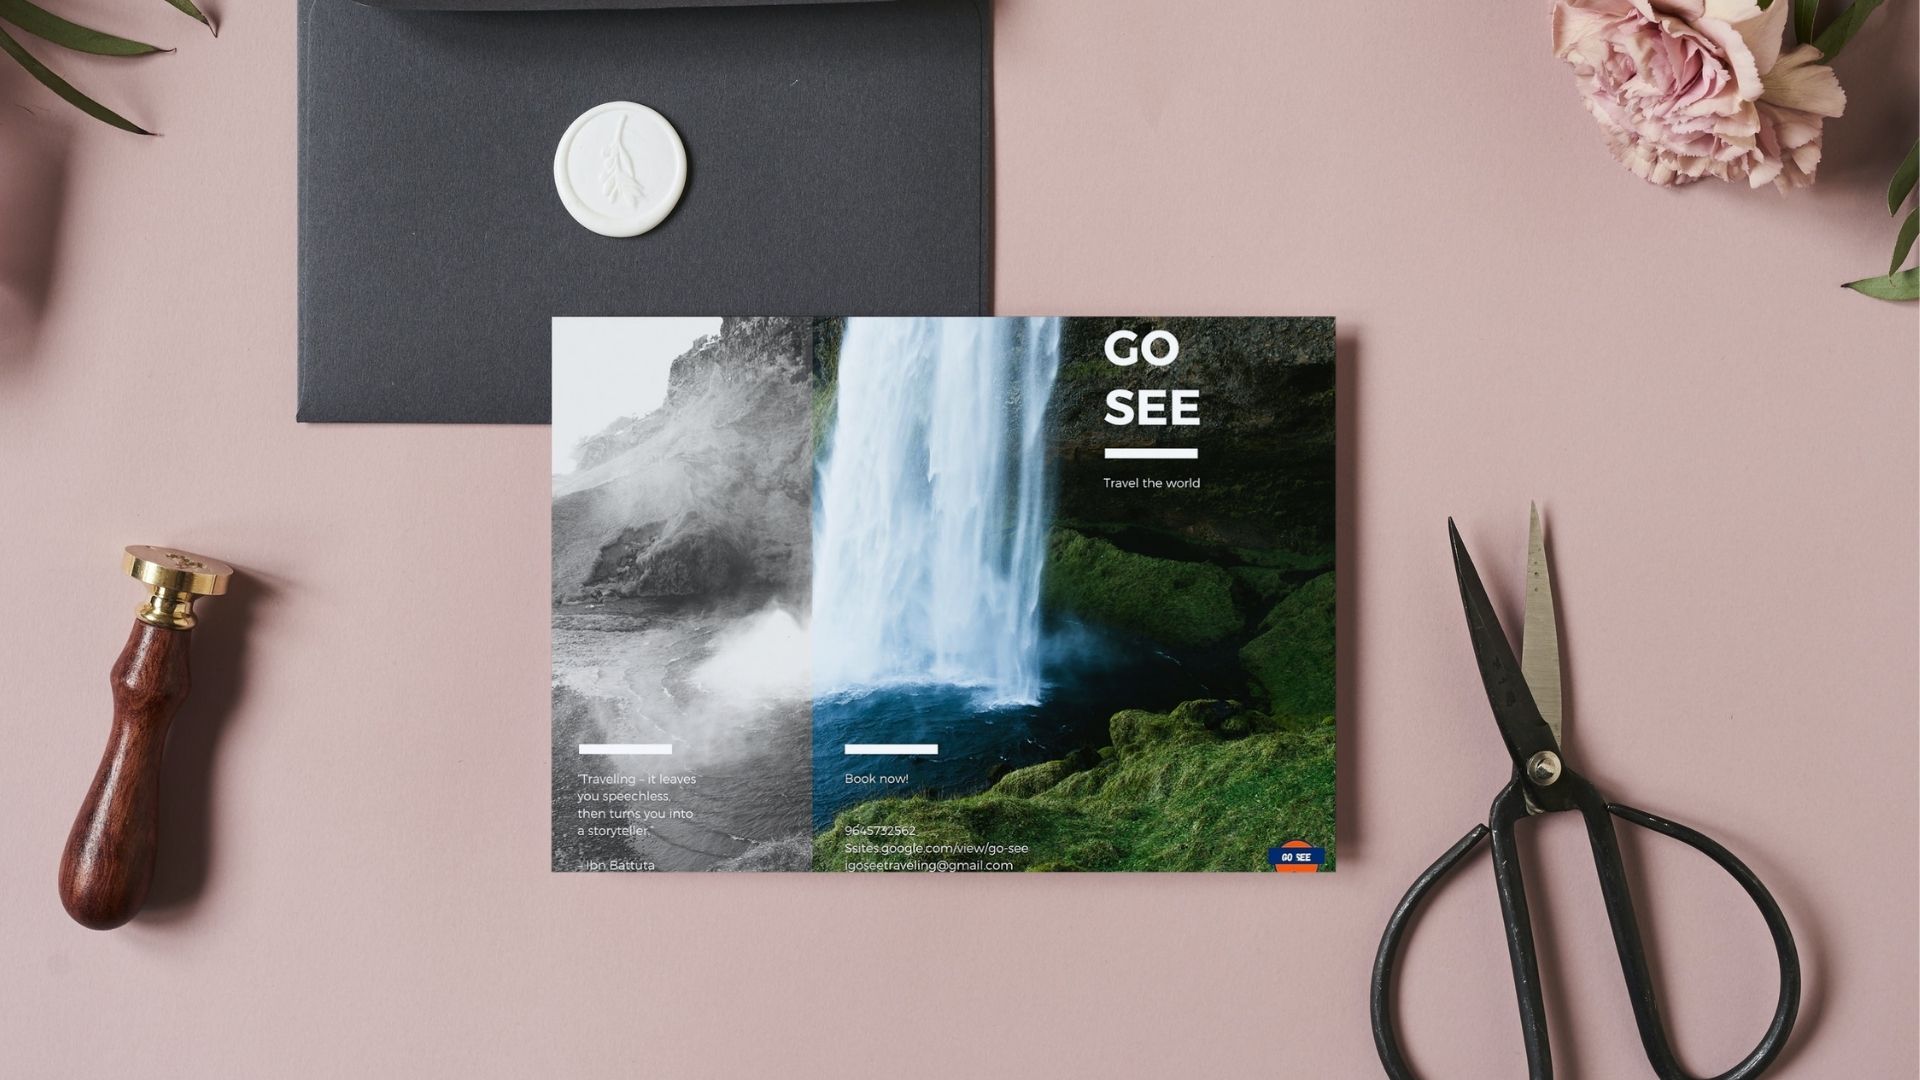 GO
SEE
Travel the world
"Traveling – it leaves
you speechless,
then turns you into
a storyteller."
- Ibn Battuta
Book now!
9645732562
Ssites.google.com/view/go-see
igoseetraveling@gmail.com
GO SEE